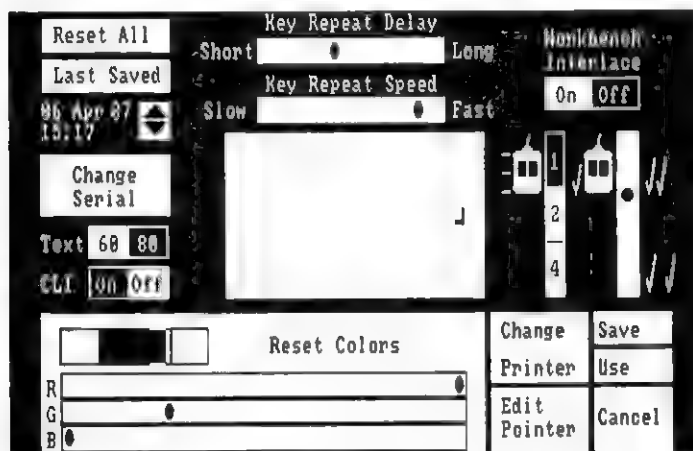 Reset All
Last Saved
06 Apr 87
15:17
Change
Serial
Text 60 80
CLI On Off
Key Repeat Delay
Short Long
Key Repeat Speed
Slow Fast
Workbench
Interlace
On Off
1
2
4
Reset Colors
R
G
B
Change
Printer
Edit
Pointer
Save
Use
Cancel